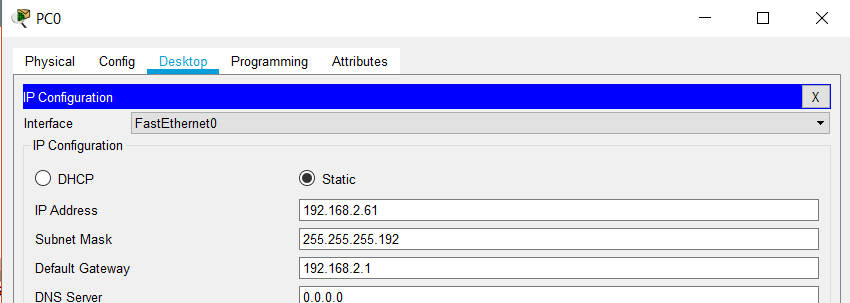 PC0
Physical Config Desktop Programming Attributes
IP Configuration X
Interface FastEthernet0
IP Configuration
DHCP Static
IP Address 192.168.2.61
Subnet Mask 255.255.255.192
Default Gateway 192.168.2.1
DNS Server 0.0.0.0